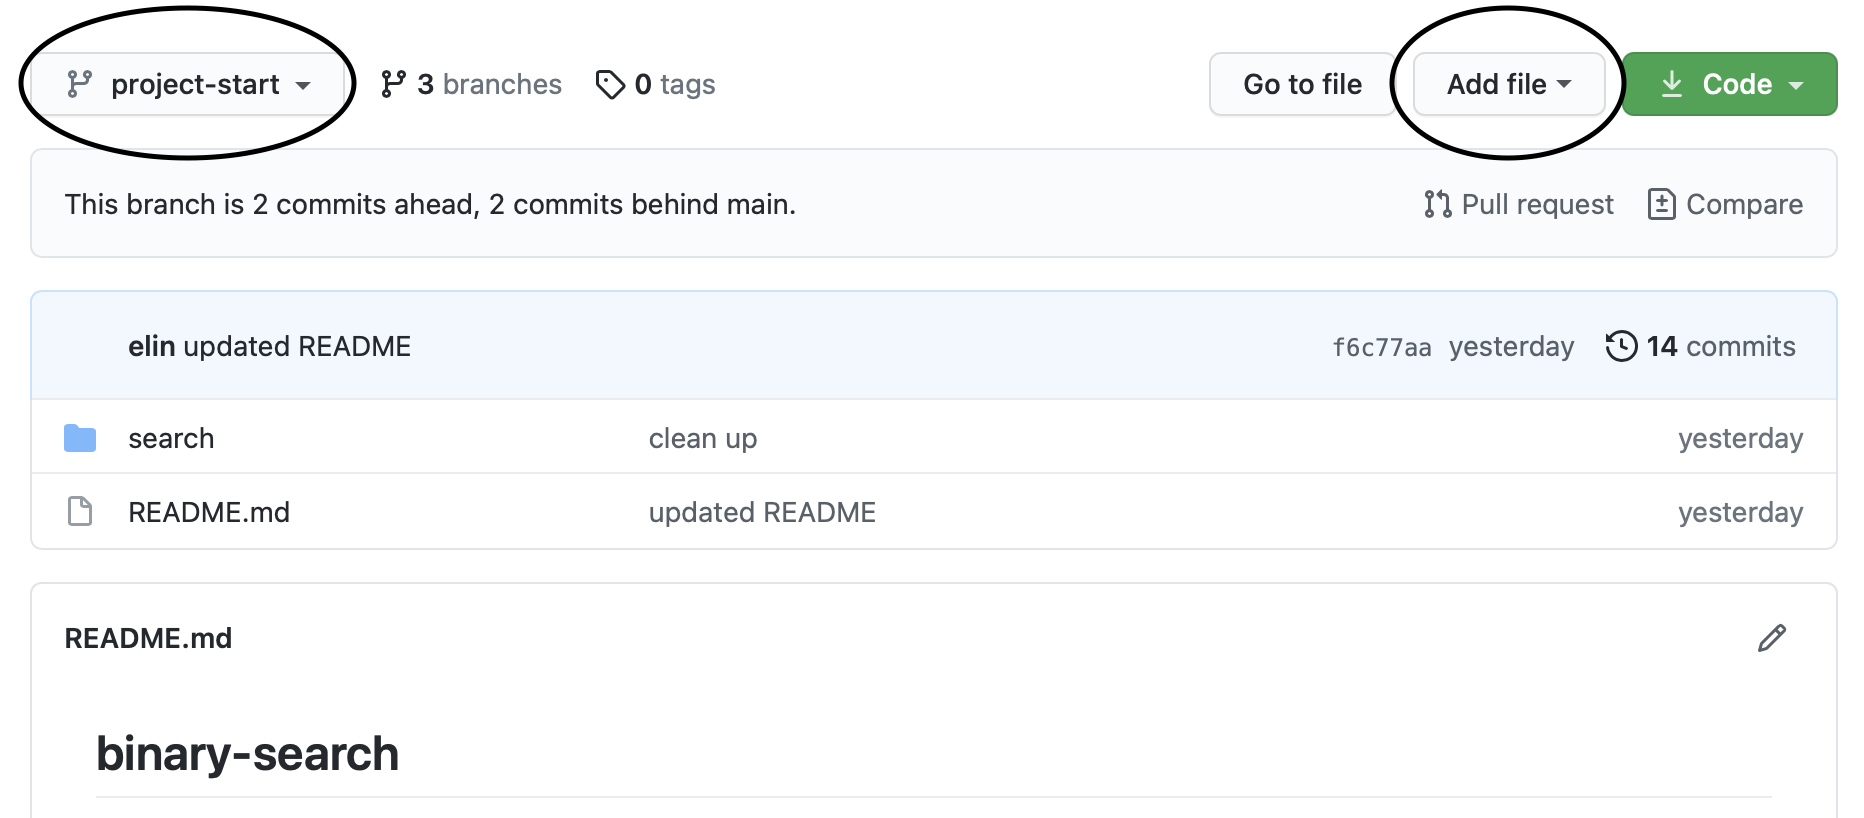 project-start 3 branches 0 tags Go to file Add file Code
This branch is 2 commits ahead, 2 commits behind main. Pull request Compare
elin updated README f6c77aa yesterday 14 commits
search clean up yesterday
README.md updated README yesterday
README.md
binary-search